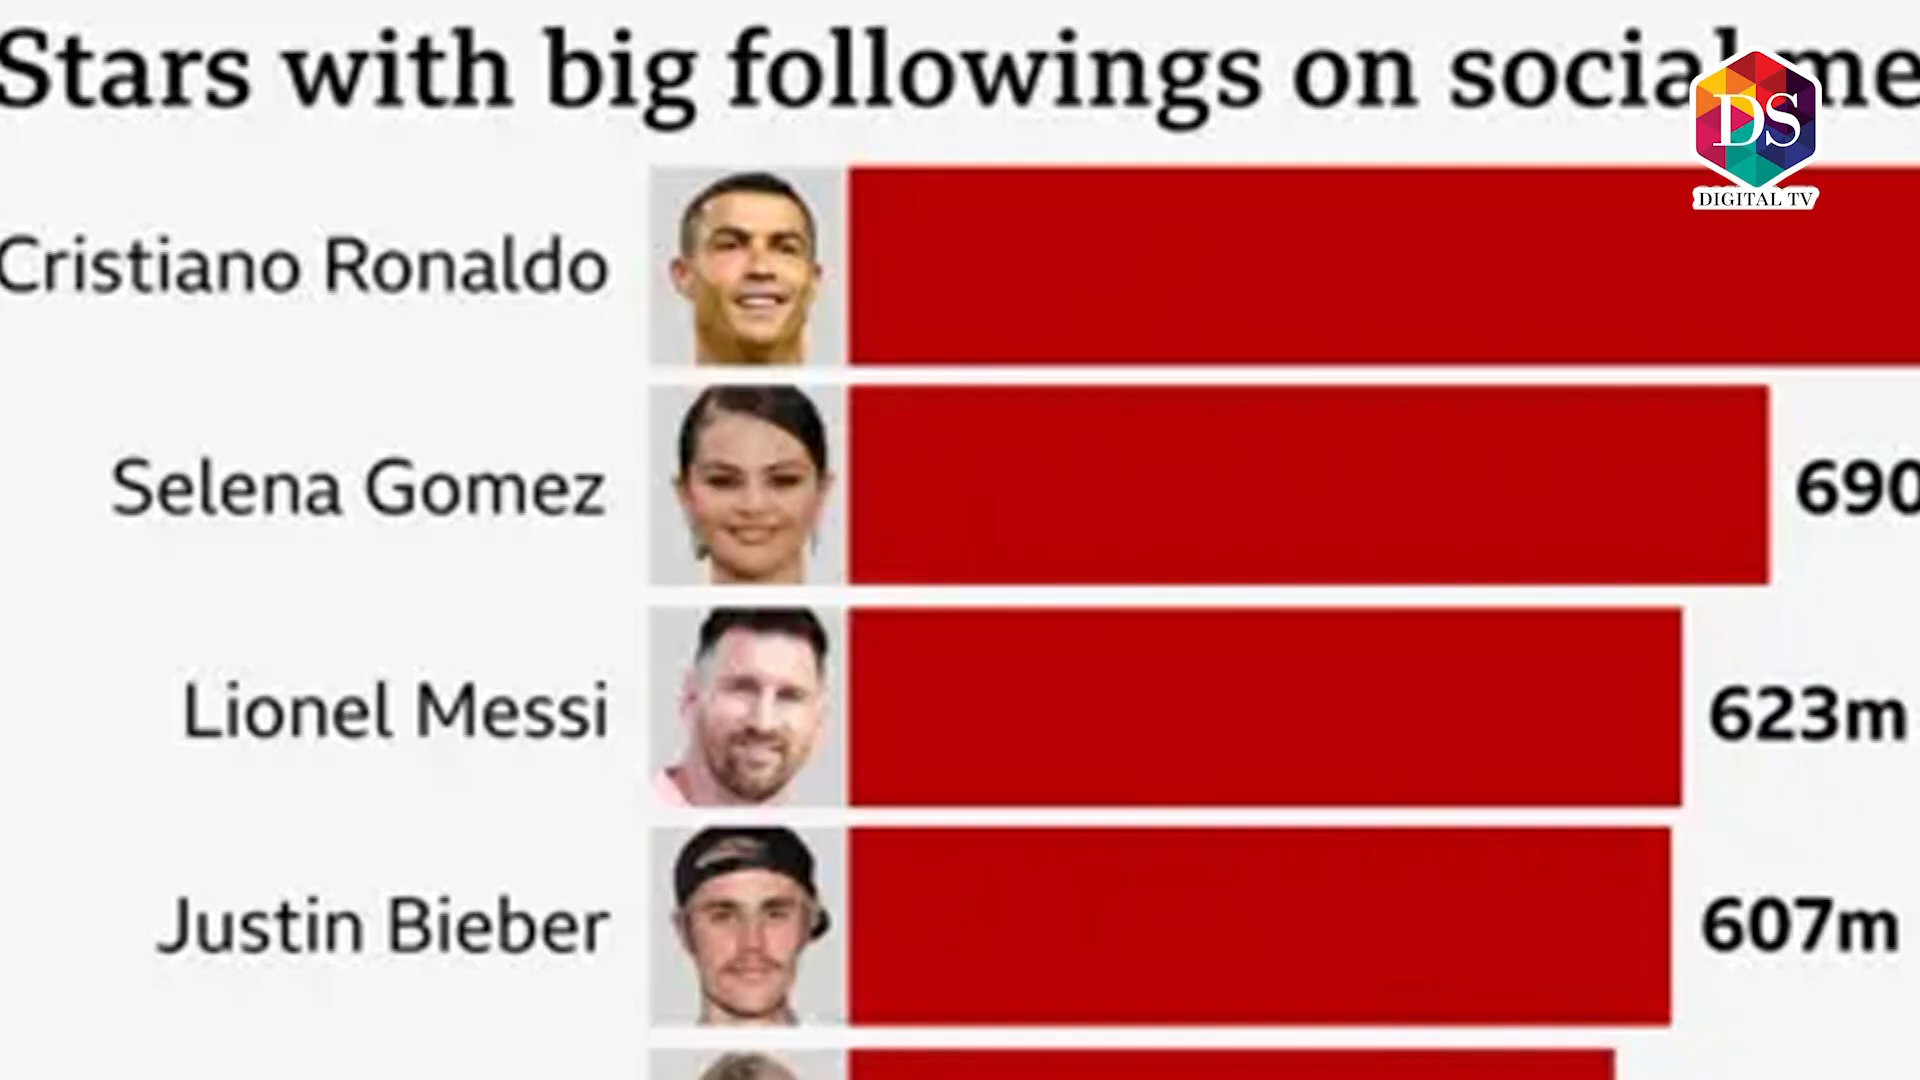 Stars with big followings on social me
DS
DIGITAL TV
Cristiano Ronaldo
Selena Gomez
690
Lionel Messi
623m
Justin Bieber
607m